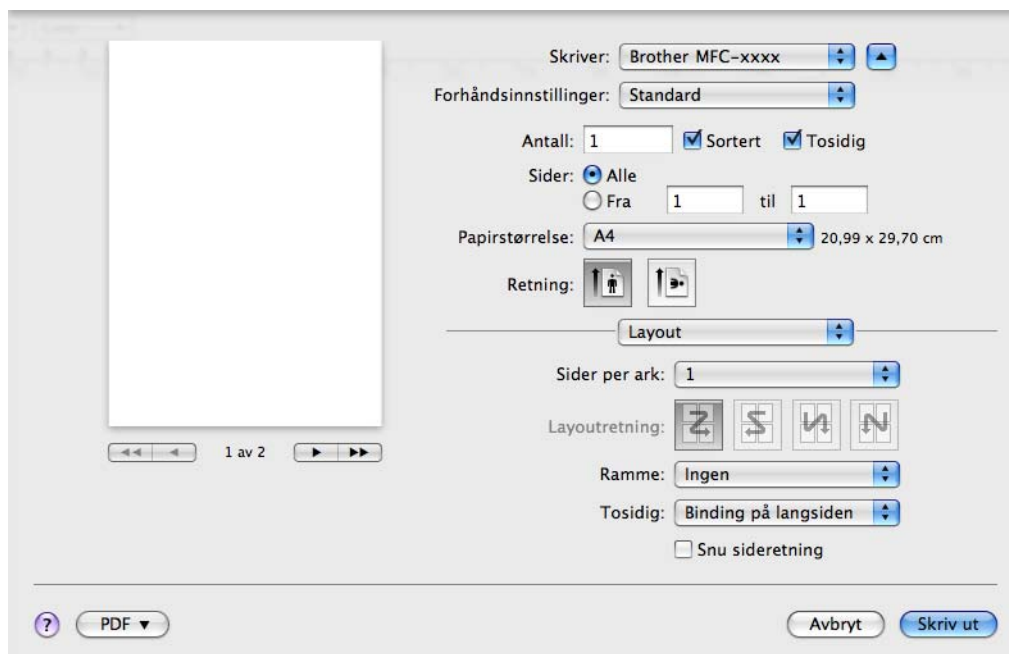 Skriver: Brother MFC-xxxx
Forhåndsinnstillinger: Standard
Antall: 1 Sortert Tosidig
Sider: Alle
Fra 1 til 1
Papirstørrelse: A4 20,99 x 29,70 cm
Retning:
Layout
Sider per ark: 1
Layoutretning:
1 av 2
Ramme: Ingen
Tosidig: Binding på langsiden
Snu sideretning
? PDF Avbryt Skriv ut